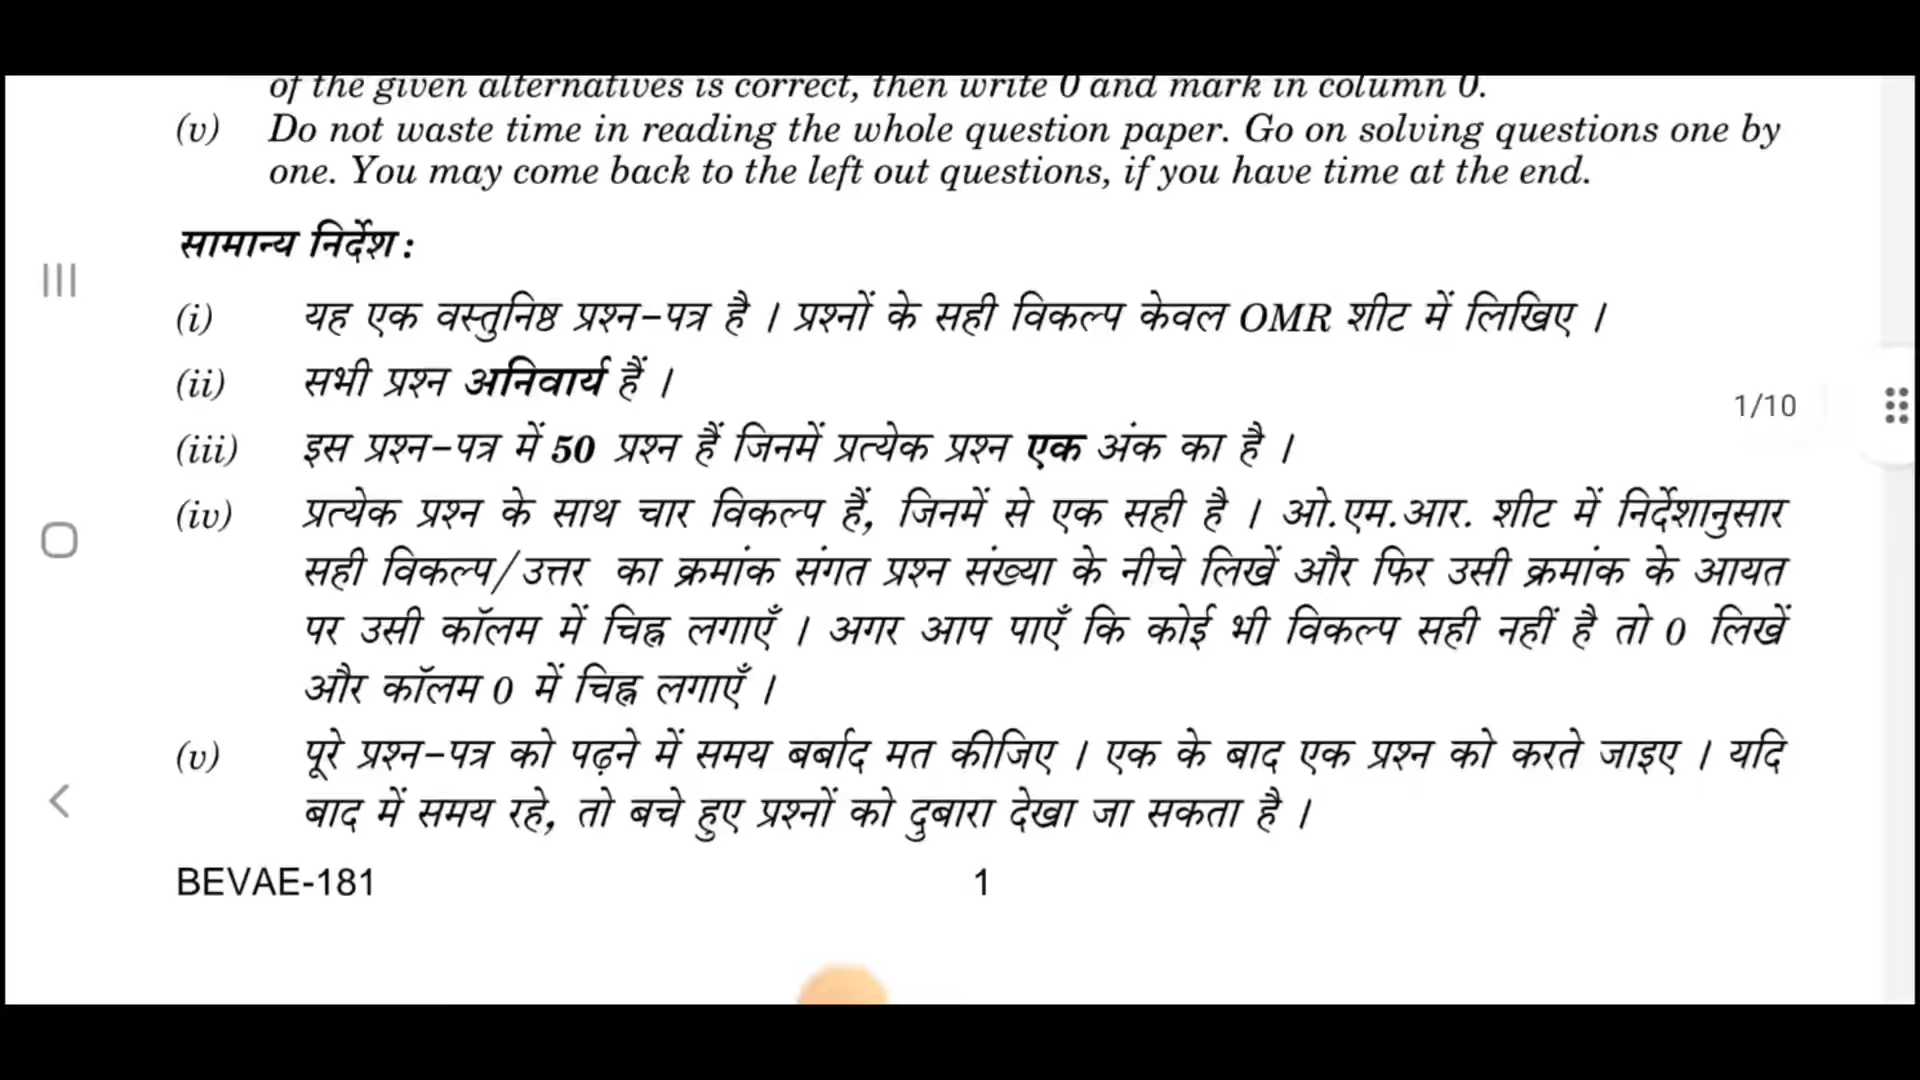 of the given alternatives is correct, then write 0 and mark in column 0.
(v) Do not waste time in reading the whole question paper. Go on solving questions one by
one. You may come back to the left out questions, if you have time at the end.
सामान्य निर्देश :
(i) यह एक वस्तुनिष्ठ प्रश्न-पत्र है । प्रश्नों के सही विकल्प केवल OMR शीट में लिखिए ।
(ii) सभी प्रश्न अनिवार्य हैं ।
1/10
(iii) इस प्रश्न-पत्र में 50 प्रश्न हैं जिनमें प्रत्येक प्रश्न एक अंक का है ।
(iv) प्रत्येक प्रश्न के साथ चार विकल्प हैं, जिनमें से एक सही है । ओ.एम.आर. शीट में निर्देशानुसार
सही विकल्प/उत्तर का क्रमांक संगत प्रश्न संख्या के नीचे लिखें और फिर उसी क्रमांक के आयत
पर उसी कॉलम में चिह्न लगाएँ । अगर आप पाएँ कि कोई भी विकल्प सही नहीं है तो 0 लिखें
और कॉलम 0 में चिह्न लगाएँ ।
(v) पूरे प्रश्न-पत्र को पढ़ने में समय बर्बाद मत कीजिए । एक के बाद एक प्रश्न को करते जाइए । यदि
बाद में समय रहे, तो बचे हुए प्रश्नों को दुबारा देखा जा सकता है ।
BEVAE-181 1